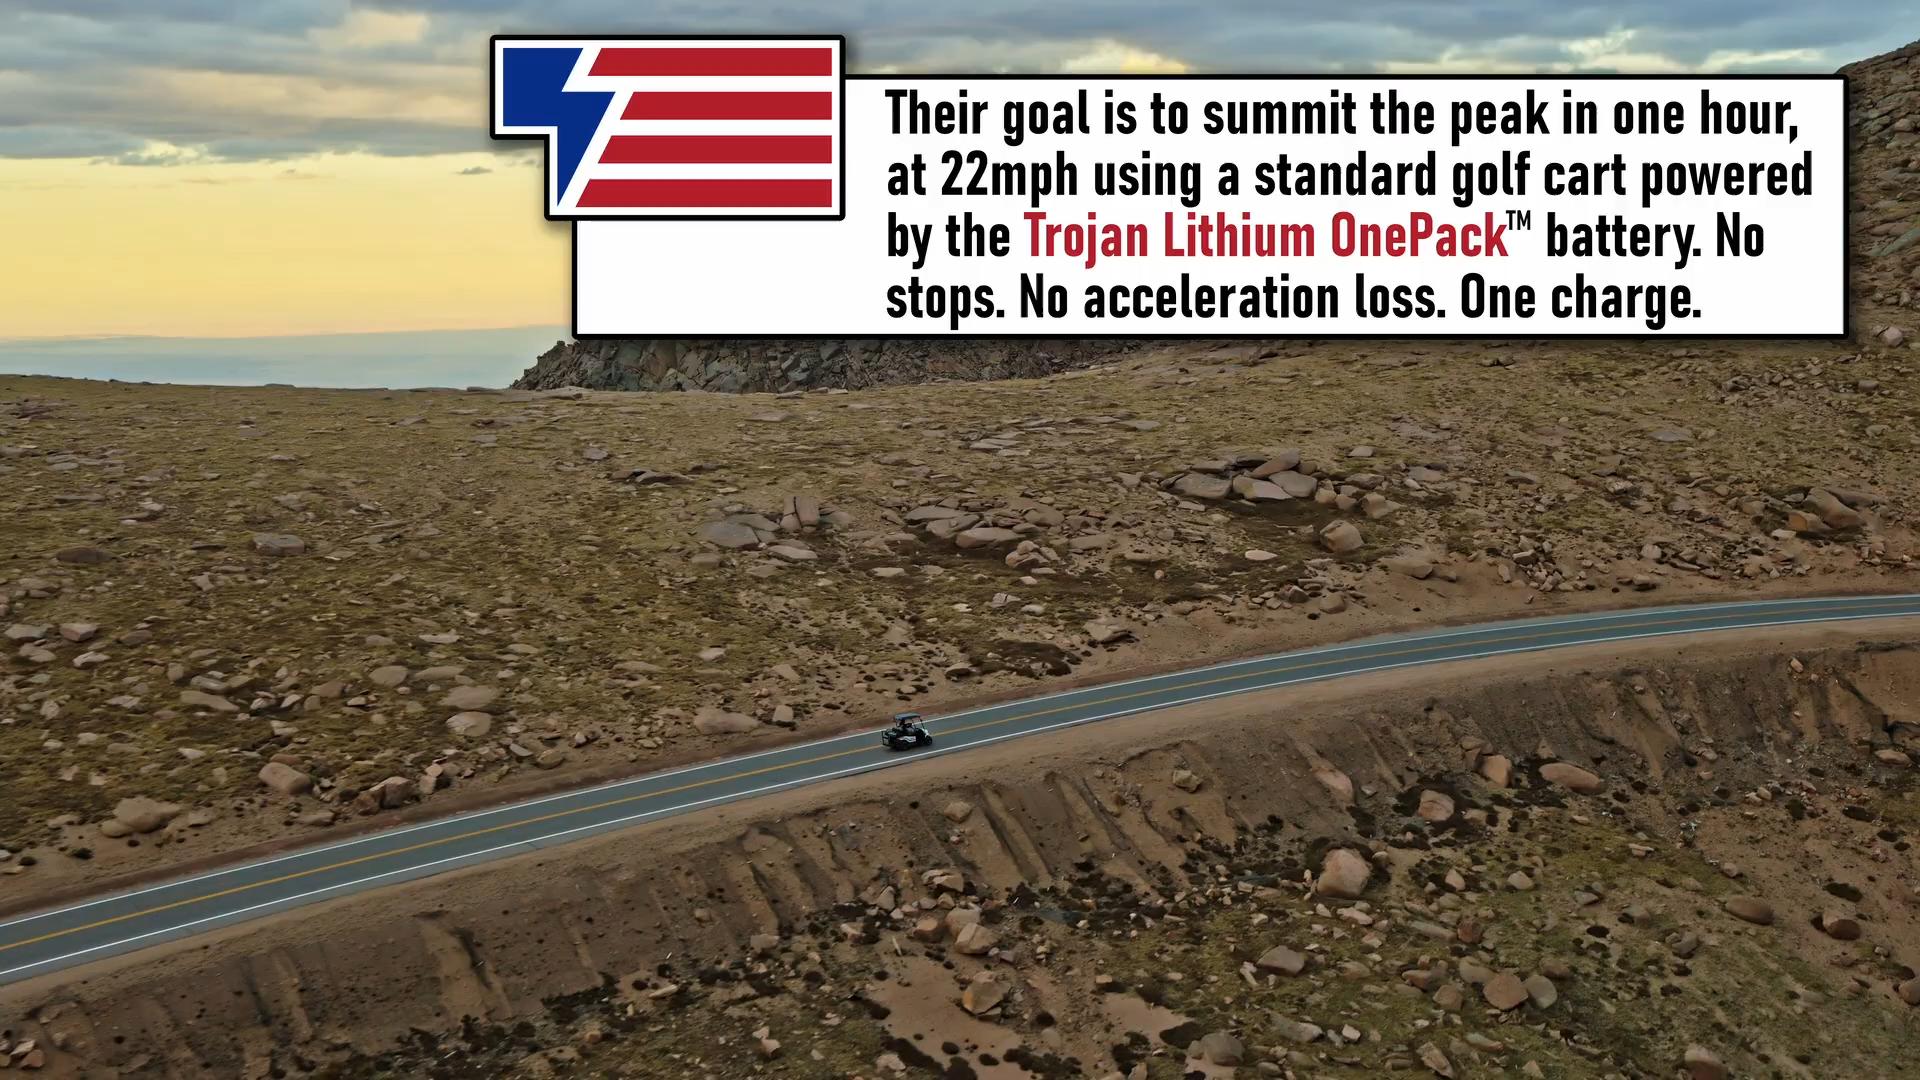 Their goal is to summit the peak in one hour,
at 22mph using a standard golf cart powered
by the Trojan Lithium OnePack™ battery. No
stops. No acceleration loss. One charge.